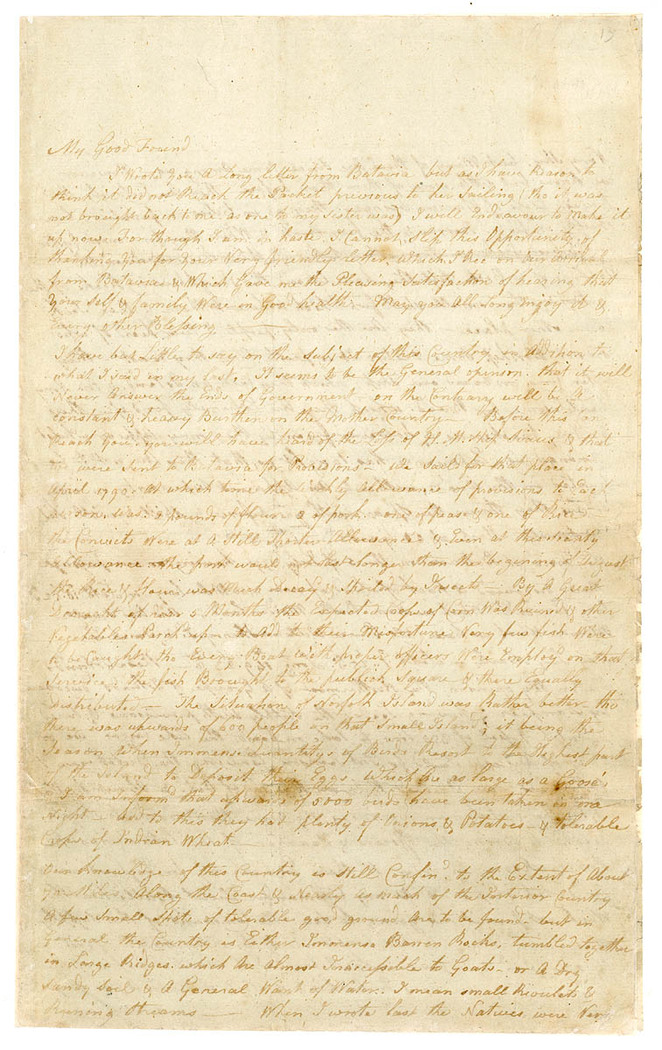 My Good Friend
I Wrote You A Long letter from Batavia but as I have Reason to
think it did not Reach the Packet previous to her Sailing (tho it was
not brought back to me as one to my Sister was) I will Endeavour to make it
up now. For though I am in haste I Cannot Slip this Opportunity of
thanking you for Your Very Friendly letter, which I Rec'd on our arrival
from Batavia & Which Gave me the Pleasing Satisfaction of hearing that
Your Self & family Were in Good health. May you All Long Enjoy it &
Every other Blessing
I have but Little to say on the Subject of this Country, in Addition to
what I said in my last. It seems to be the General opinion that it will
Never Answer the Ends of Government on the Contrary will be A
constant & heavy Burthen on the Mother Country — Before this can
Reach You you will have heard of the Loss of H. M. Ship Sirius & that
we were Sent to Batavia for Provisions — We Saild for that place in
April 1790 At which time the weekly allowance of provisions to Each
person was 2 pounds of flour 2 of pork one of pease & one of Rice
the Convicts Were at A Still Shorter Allowance & Even at this Scanty
allowance the pork would not last longer than the beginning of August
the Rice & flour was Much Decay'd & Spoiled by Insects — By A Great
Drought of near 5 Months the Expected Crops of Corn Was Ruin'd & other
Vegetables Parch'd up — to Add to their Misfortune Very few fish Were
to be Caught tho Every Boat with proper officers Were Employ'd on that
Service, the fish Brought to the publick Square & there Equally
Distributed — The Situation of Norfolk Island was Rather better tho
there was upwards of 600 people on that Small Island; it being the
Season When Immense Quantitys of Birds Resort to the Highest part
of the Island to Deposit their Eggs. Which are as large as a Goose's
I am Inform'd that upwards of 5000 birds have been taken in one
Night — add to this they had plenty of Onions & Potatoes — & tolerable
Crops of Indian Wheat —
Our Knowledge of this Country is Still Confin'd to the Extent of About
Miles Along the Coast & Nearly as much of the Interior Country
A few Small Spots of tolerable good ground Are to be found but in
General the Country is Either Immense Barren Rocks, tumbled together
in Large Ridges which Are Almost Inaccessible to Goats — or A Dry
Sandy Soil & A General Want of Water. I mean small Rivulets &
Running Streams — When I wrote last the Natives were Very